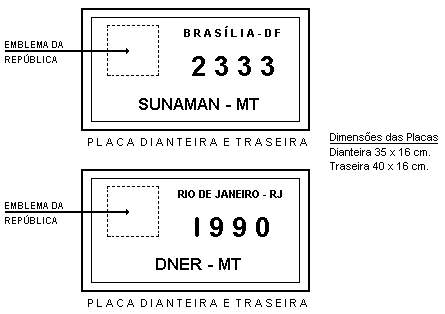 BRASÍLIA-DF
EMBLEMA DA
REPÚBLICA
2333
SUNAMAN - MT
PLACA DIANTEIRA E TRASEIRA
Dimensões das Placas
Dianteira 35 x 16 cm.
Traseira 40 x 16 cm.
RIO DE JANEIRO - RJ
EMBLEMA DA
REPÚBLICA
1990
DNER - MT
PLACA DIANTEIRA E TRASEIRA